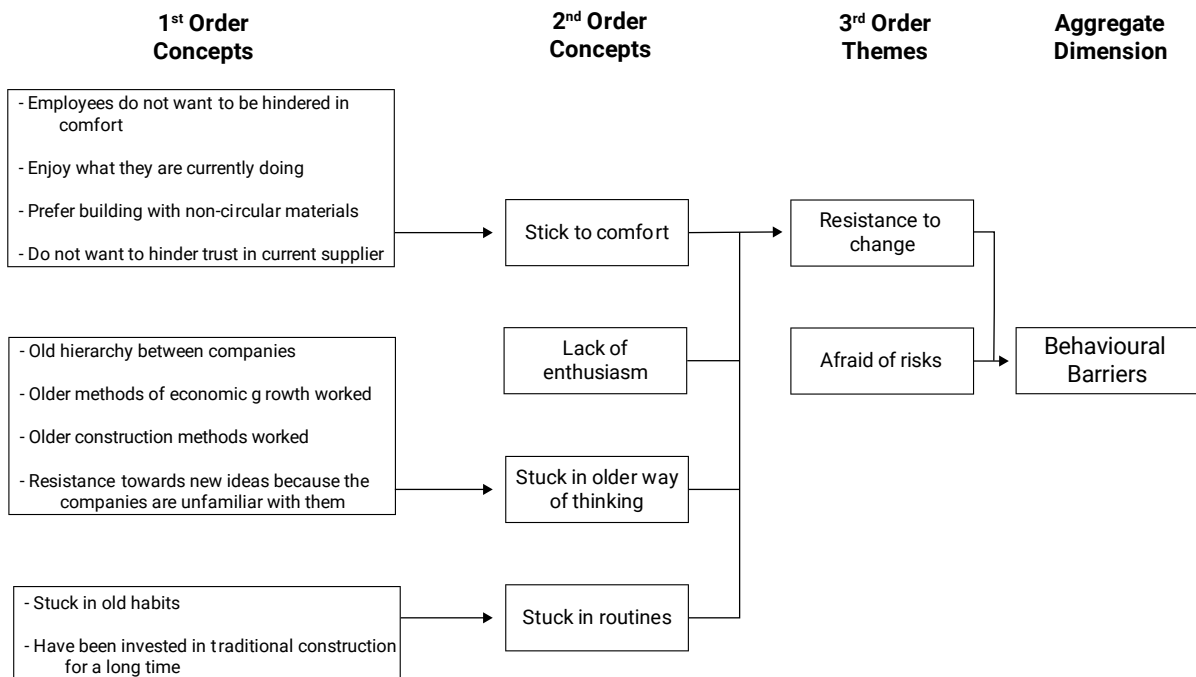 1st Order
Concepts
2nd Order
Concepts
3rd Order
Themes
Aggregate
Dimension
- Employees do not want to be hindered in
comfort
- Enjoy what they are currently doing
- Prefer building with non-circular materials
- Do not want to hinder trust in current supplier
Stick to comfort
Resistance to
change
- Old hierarchy between companies
- Older methods of economic g rowth worked
- Older construction methods worked
- Resistance towards new ideas because the
companies are unfamiliar with them
Lack of
enthusiasm
Afraid of risks
Behavioural
Barriers
Stuck in older way
of thinking
- Stuck in old habits
- Have been invested in traditional construction
for a long time
Stuck in routines